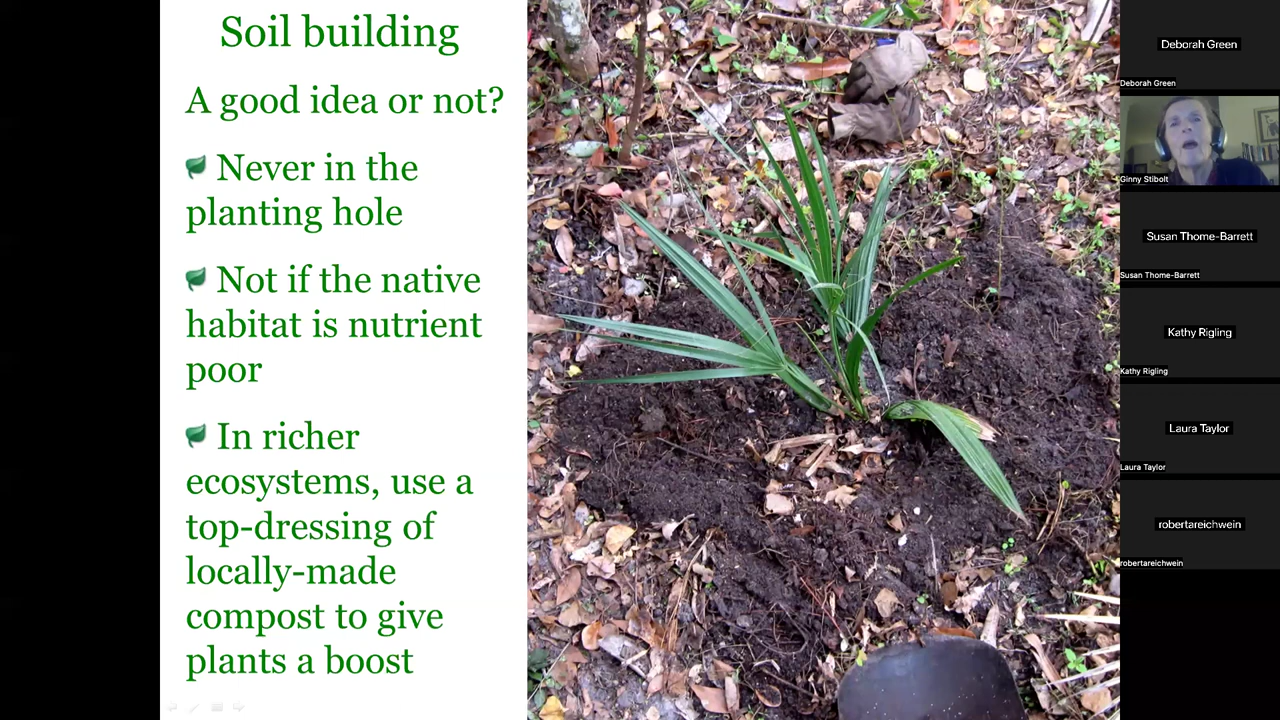 Soil building
A good idea or not?
Never in the
planting hole
Not if the native
habitat is nutrient
poor
In richer
ecosystems, use a
top-dressing of
locally-made
compost to give
plants a boost
Deborah Green
Deborah Green
Ginny Stibolt
Susan Thome-Barrett
Susan Thome-Barrett
Kathy Rigling
Kathy Rigling
Laura Taylor
Laura Taylor
robertareichwein
robertareichwein